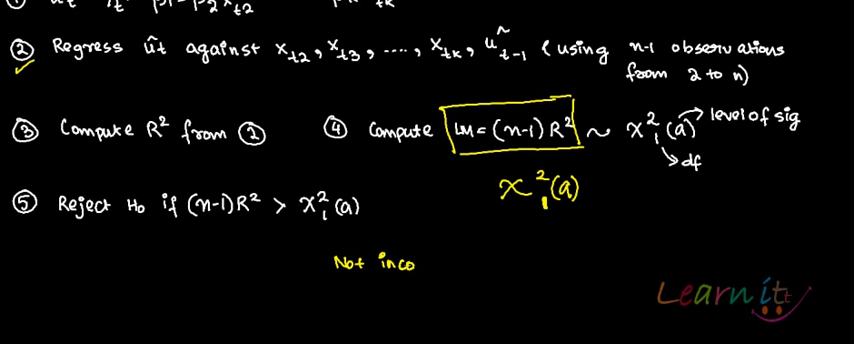 ② Regress ût against xt2, xt3, ...., xtk, ût-1 (using n-1 observations from 2 to n)
③ Compute R² from ②
④ Compute LM = (n-1) R² ~ χ²₁(a) → level of sig
↘ df
χ²₁(a)
⑤ Reject H₀ if (n-1)R² > χ²₁(a)
Not inco
Learnitt